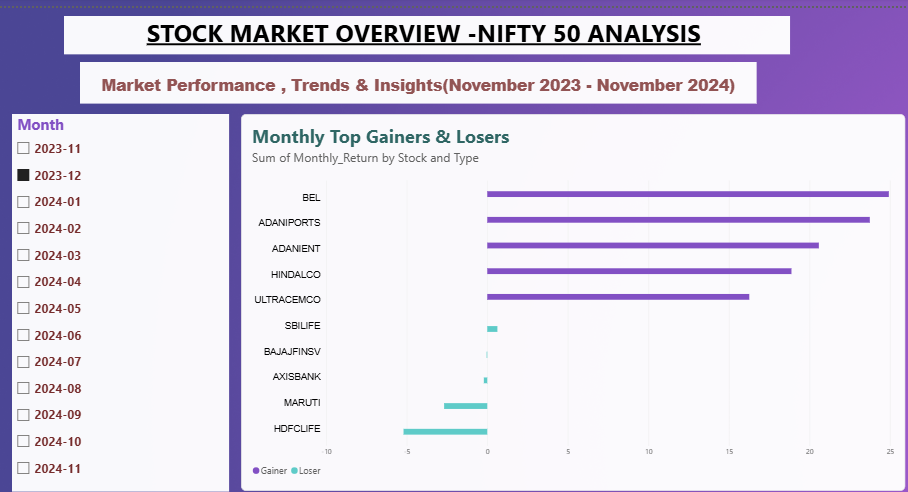 STOCK MARKET OVERVIEW -NIFTY 50 ANALYSIS
Market Performance , Trends & Insights(November 2023 - November 2024)
Month
2023-11
2023-12
2024-01
2024-02
2024-03
2024-04
2024-05
2024-06
2024-07
2024-08
2024-09
2024-10
2024-11
Monthly Top Gainers & Losers
Sum of Monthly_Return by Stock and Type
BEL
ADANIPORTS
ADANIENT
HINDALCO
ULTRACEMCO
SBILIFE
BAJAJFINSV
AXISBANK
MARUTI
HDFCLIFE
10 5 0 5 10 15 20 25
Gainer Loser